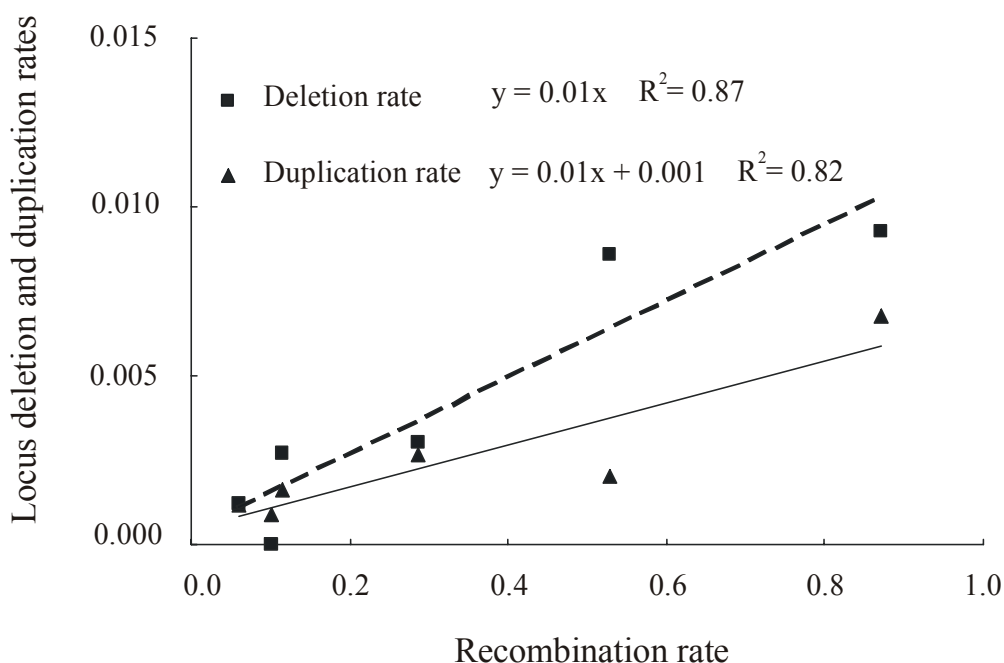 Locus deletion and duplication rates
0.015
Deletion rate y = 0.01x R²= 0.87
Duplication rate y = 0.01x + 0.001 R²= 0.82
0.010
0.005
0.000
0.0 0.2 0.4 0.6 0.8 1.0
Recombination rate